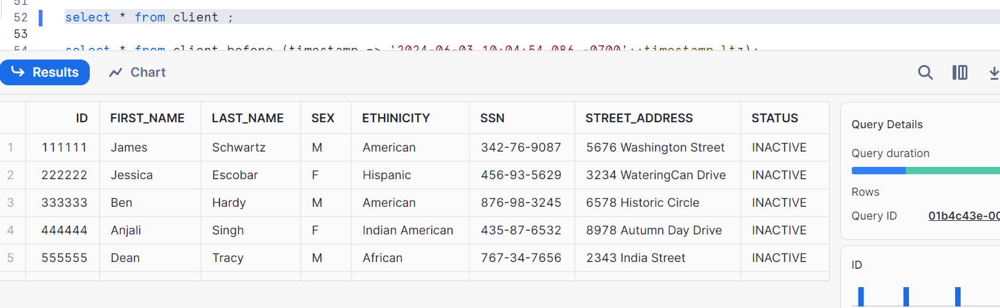 51
52 select * from client ;
53
54 select * from client before (timestamp => '2024-06-03 10:04:54.086 -0700'::timestamp_ltz);
Results Chart
ID FIRST_NAME LAST_NAME SEX ETHINICITY SSN STREET_ADDRESS STATUS
1 111111 James Schwartz M American 342-76-9087 5676 Washington Street INACTIVE
2 222222 Jessica Escobar F Hispanic 456-93-5629 3234 WateringCan Drive INACTIVE
3 333333 Ben Hardy M American 876-98-3245 6578 Historic Circle INACTIVE
4 444444 Anjali Singh F Indian American 435-87-6532 8978 Autumn Day Drive INACTIVE
5 555555 Dean Tracy M African 767-34-7656 2343 India Street INACTIVE
Query Details
Query duration
Rows
Query ID 01b4c43e-00
ID